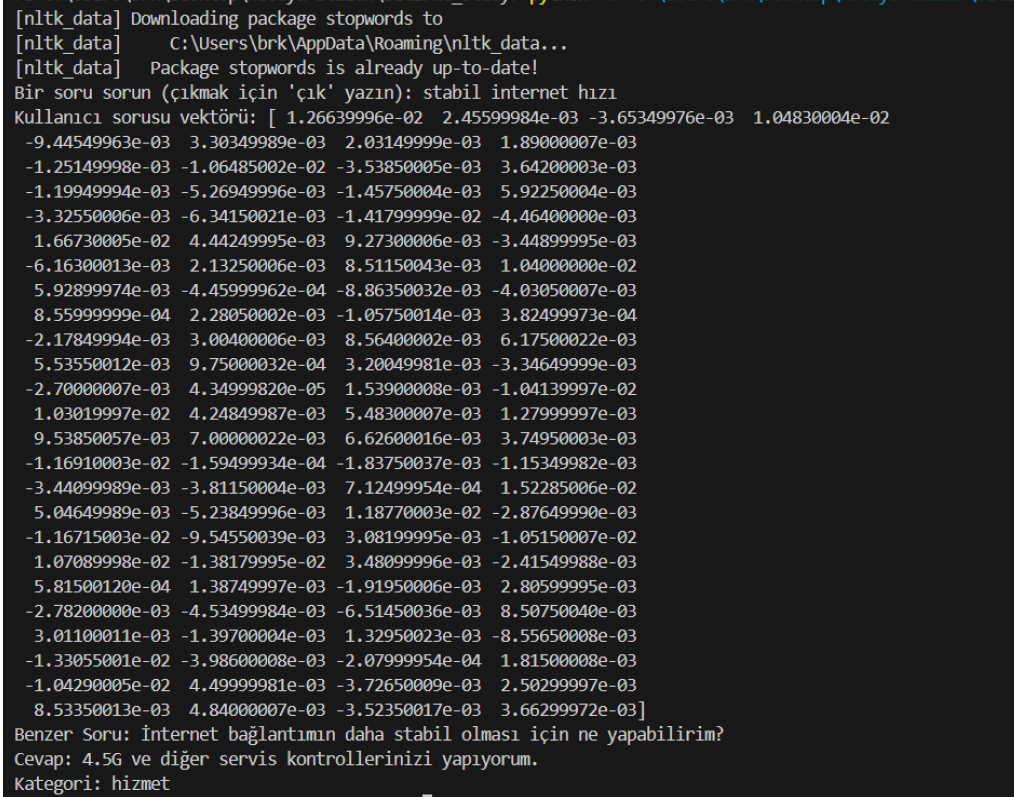 [nltk_data] Downloading package stopwords to
[nltk_data]     C:\Users\brk\AppData\Roaming\nltk_data...
[nltk_data]   Package stopwords is already up-to-date!
Bir soru sorun (çıkmak için 'çık' yazın): stabil internet hızı
Kullanıcı sorusu vektörü: [ 1.26639996e-02  2.45599984e-03 -3.65349976e-03  1.04830004e-02
 -9.44549963e-03  3.30349989e-03  2.03149999e-03  1.89000007e-03
 -1.25149998e-03 -1.06485002e-02 -3.53850005e-03  3.64200003e-03
 -1.19949994e-03 -5.26949996e-03 -1.45750004e-03  5.92250004e-03
 -3.32550006e-03 -6.34150021e-03 -1.41799999e-02 -4.46400000e-03
  1.66730005e-02  4.44249995e-03  9.27300006e-03 -3.44899995e-03
 -6.16300013e-03  2.13250006e-03  8.51150043e-03  1.04000000e-02
  5.92899974e-03 -4.45999962e-04 -8.86350032e-03 -4.03050007e-03
  8.55999999e-04  2.28050002e-03 -1.05750014e-03  3.82499973e-04
 -2.17849994e-03  3.00400006e-03  8.56400002e-03  6.17500022e-03
  5.53550012e-03  9.75000032e-04  3.20049981e-03 -3.34649999e-03
 -2.70000007e-03  4.34999820e-05  1.53900008e-03 -1.04139997e-02
  1.03019997e-02  4.24849987e-03  5.48300007e-03  1.27999997e-03
  9.53850057e-03  7.00000022e-03  6.62600016e-03  3.74950003e-03
 -1.16910003e-02 -1.59499934e-04 -1.83750037e-03 -1.15349982e-03
 -3.44099989e-03 -3.81150004e-03  7.12499954e-04  1.52285006e-02
  5.04649989e-03 -5.23849996e-03  1.18770003e-02 -2.87649990e-03
 -1.16715003e-02 -9.54550039e-03  3.08199995e-03 -1.05150007e-02
  1.07089998e-02 -1.38179995e-02  3.48099996e-03 -2.41549988e-03
  5.81500120e-04  1.38749997e-03 -1.91950006e-03  2.80599995e-03
 -2.78200000e-03 -4.53499984e-03 -6.51450036e-03  8.50750040e-03
  3.01100011e-03 -1.39700004e-03  1.32950023e-03 -8.55650008e-03
 -1.33055001e-02 -3.98600008e-03 -2.07999954e-04  1.81500008e-03
 -1.04290005e-02  4.49999981e-03 -3.72650009e-03  2.50299997e-03
  8.53350013e-03  4.84000007e-03 -3.52350017e-03  3.66299972e-03]
Benzer Soru: İnternet bağlantımın daha stabil olması için ne yapabilirim?
Cevap: 4.5G ve diğer servis kontrollerinizi yapıyorum.
Kategori: hizmet